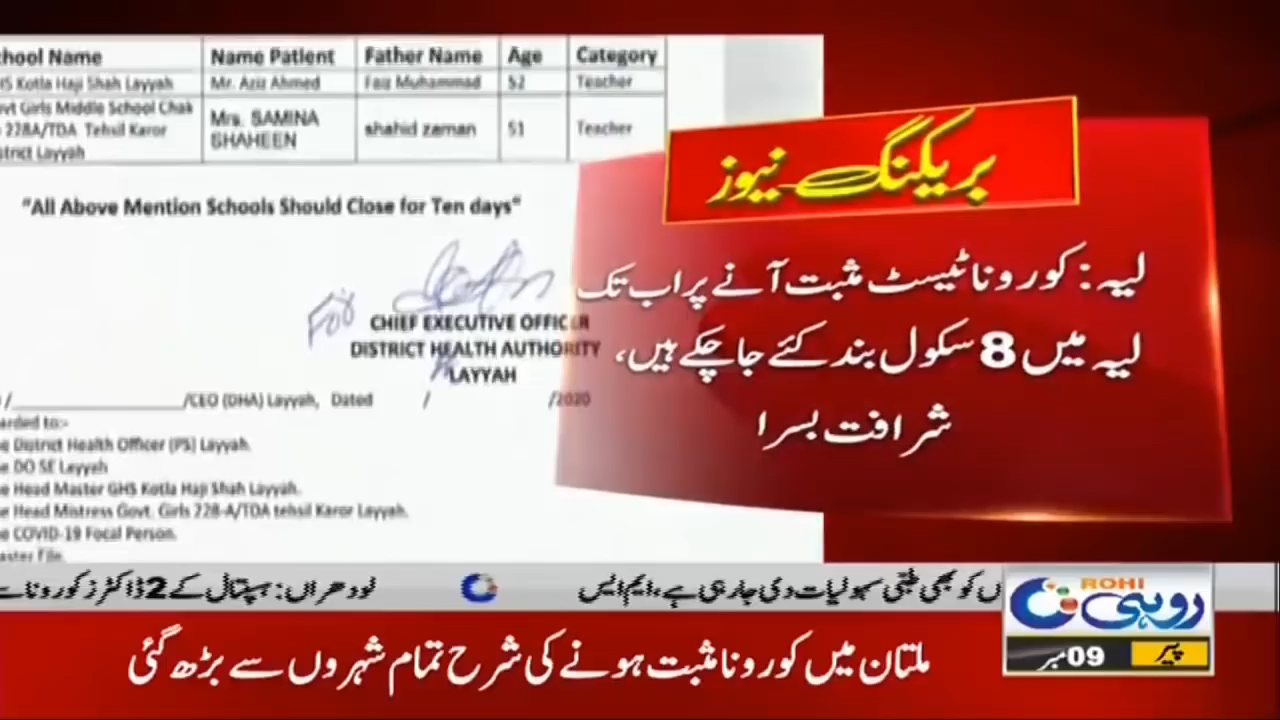 chool Name Name Patient Father Name Age Category
HS Kotla Haji Shah Layyah Mr. Aziz Ahmed Faiz Muhammad 52 Teacher
ovt Girls Middle School Chak
228A/TDA Tehsil Karor
strict Layyah
Mrs. SAMINA
SHAHEEN
shahid zaman 51 Teacher
"All Above Mention Schools Should Close for Ten days"
For
CHIEF EXECUTIVE OFFICER
DISTRICT HEALTH AUTHORITY
LAYYAH
/CEO (DHA) Layyah, Dated / /2020
arded to:-
e District Health Officer (PS) Layyah.
e DO SE Layyah
e Head Master GHS Kotla Haji Shah Layyah.
e Head Mistress Govt. Girls 228-A/TDA tehsil Karor Layyah.
e COVID-19 Focal Person.
aster File.
بریکنگ نیوز
لیہ: کورونا ٹیسٹ مثبت آنے پر اب تک
لیہ میں 8 سکول بند کئے جا چکے ہیں،
شرافت بسرا
ں کو بھی طبی سہولیات دی جا رہی ہے، ایم ایس
لودھراں: ہسپتال کے 2 ڈاکٹرز کورونا سے
ROHI
روہی
پیر 09 مبر
ملتان میں کورونا مثبت ہونے کی شرح تمام شہروں سے بڑھ گئی